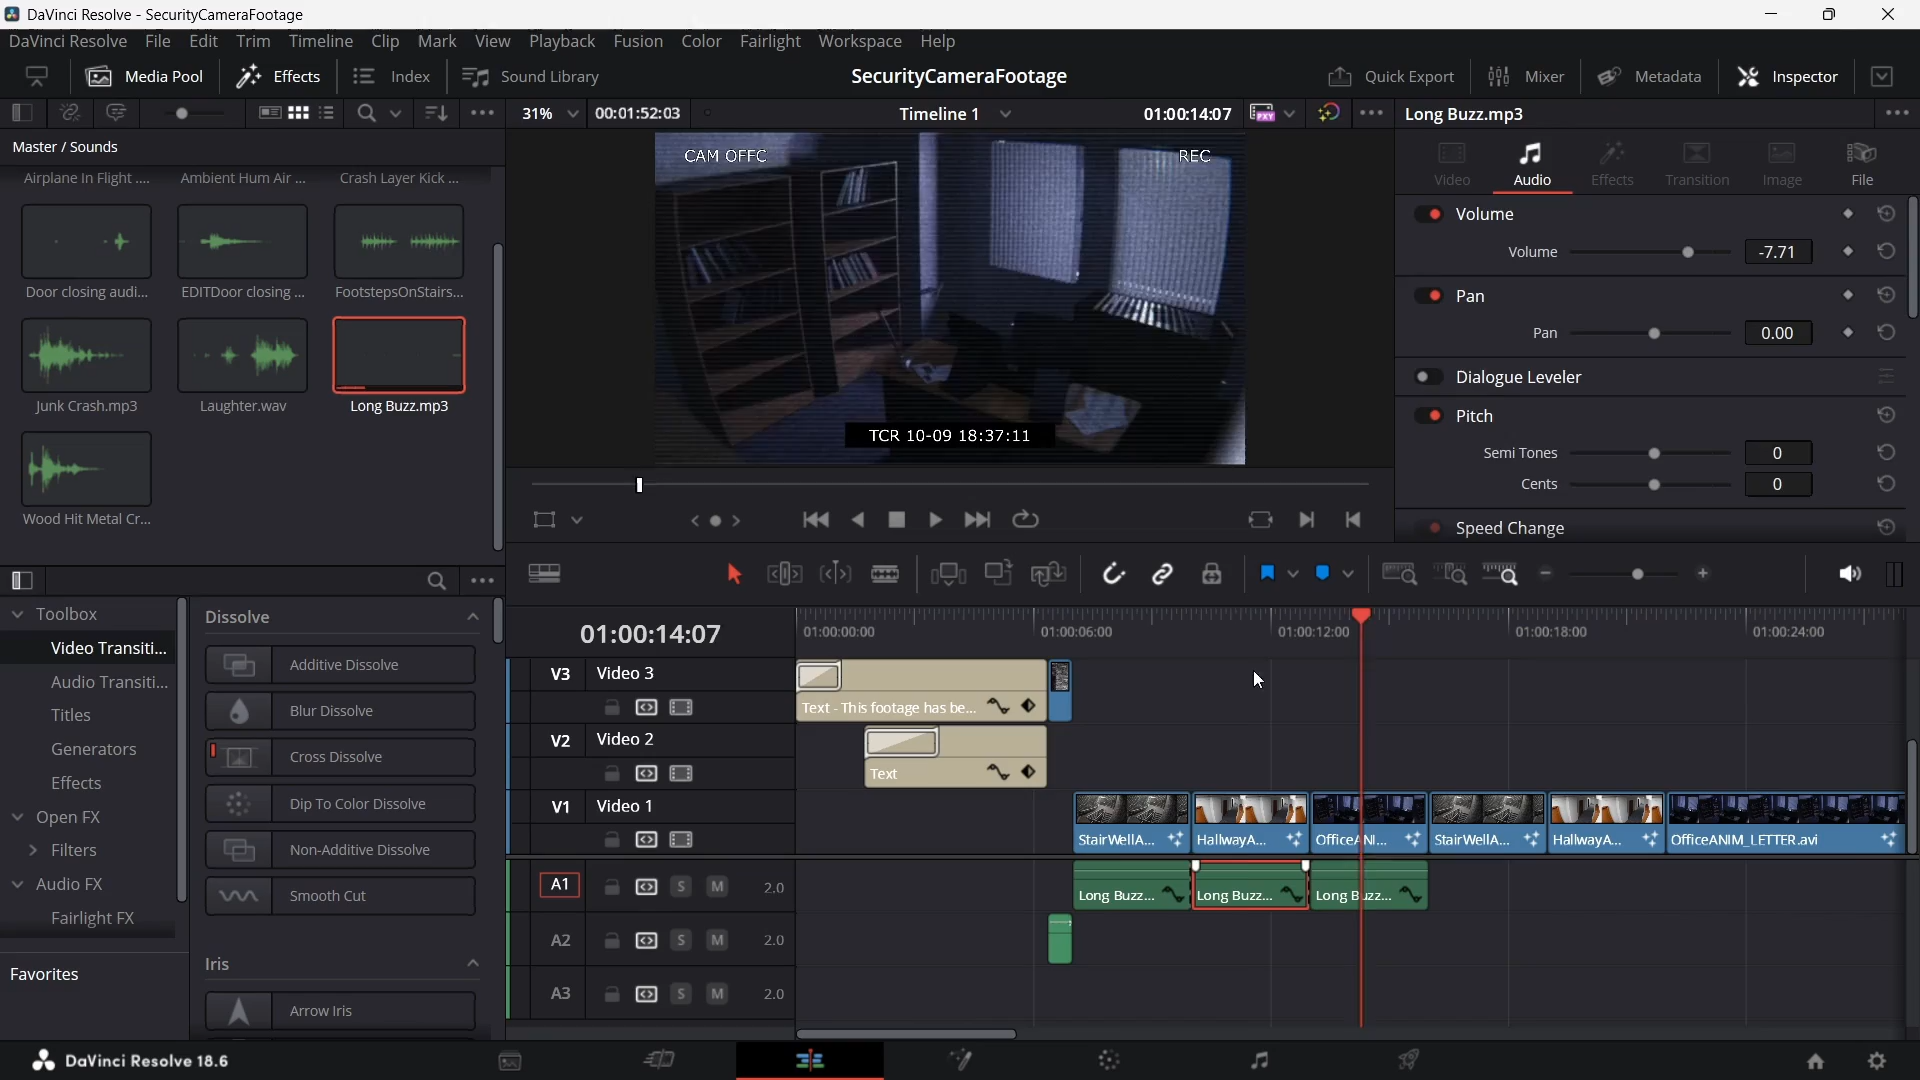 DaVinci Resolve - SecurityCameraFootage
DaVinci Resolve File Edit Trim Timeline Clip Mark View Playback Fusion Color Fairlight Workspace Help
Media Pool Effects Index Sound Library SecurityCameraFootage Quick Export Mixer Metadata Inspector
31% 00:01:52:03 Timeline 1 01:00:14:07 PXY Long Buzz.mp3
Master / Sounds
Airplane In Flight .... Ambient Hum Air ... Crash Layer Kick ...
Door closing audi... EDITDoor closing ... FootstepsOnStairs...
Junk Crash.mp3 Laughter.wav Long Buzz.mp3
Wood Hit Metal Cr...
CAM OFFC REC
TCR 10-09 18:37:11
Video Audio Effects Transition Image File
Volume
Volume -7.71
Pan
Pan 0.00
Dialogue Leveler
Pitch
Semi Tones 0
Cents 0
Speed Change
Toolbox
Video Transiti...
Audio Transiti...
Titles
Generators
Effects
Open FX
Filters
Audio FX
Fairlight FX
Favorites
Dissolve
Additive Dissolve
Blur Dissolve
Cross Dissolve
Dip To Color Dissolve
Non-Additive Dissolve
Smooth Cut
Iris
Arrow Iris
01:00:14:07 01:00:00:00 01:00:06:00 01:00:12:00 01:00:18:00 01:00:24:00
V3 Video 3
Text - This footage has be...
V2 Video 2
Text
V1 Video 1
StairWellA... HallwayA... OfficeANI... StairWellA... HallwayA... OfficeANIM_LETTER.avi
A1 S M 2.0 Long Buzz... Long Buzz... Long Buzz...
A2 S M 2.0
A3 S M 2.0
DaVinci Resolve 18.6